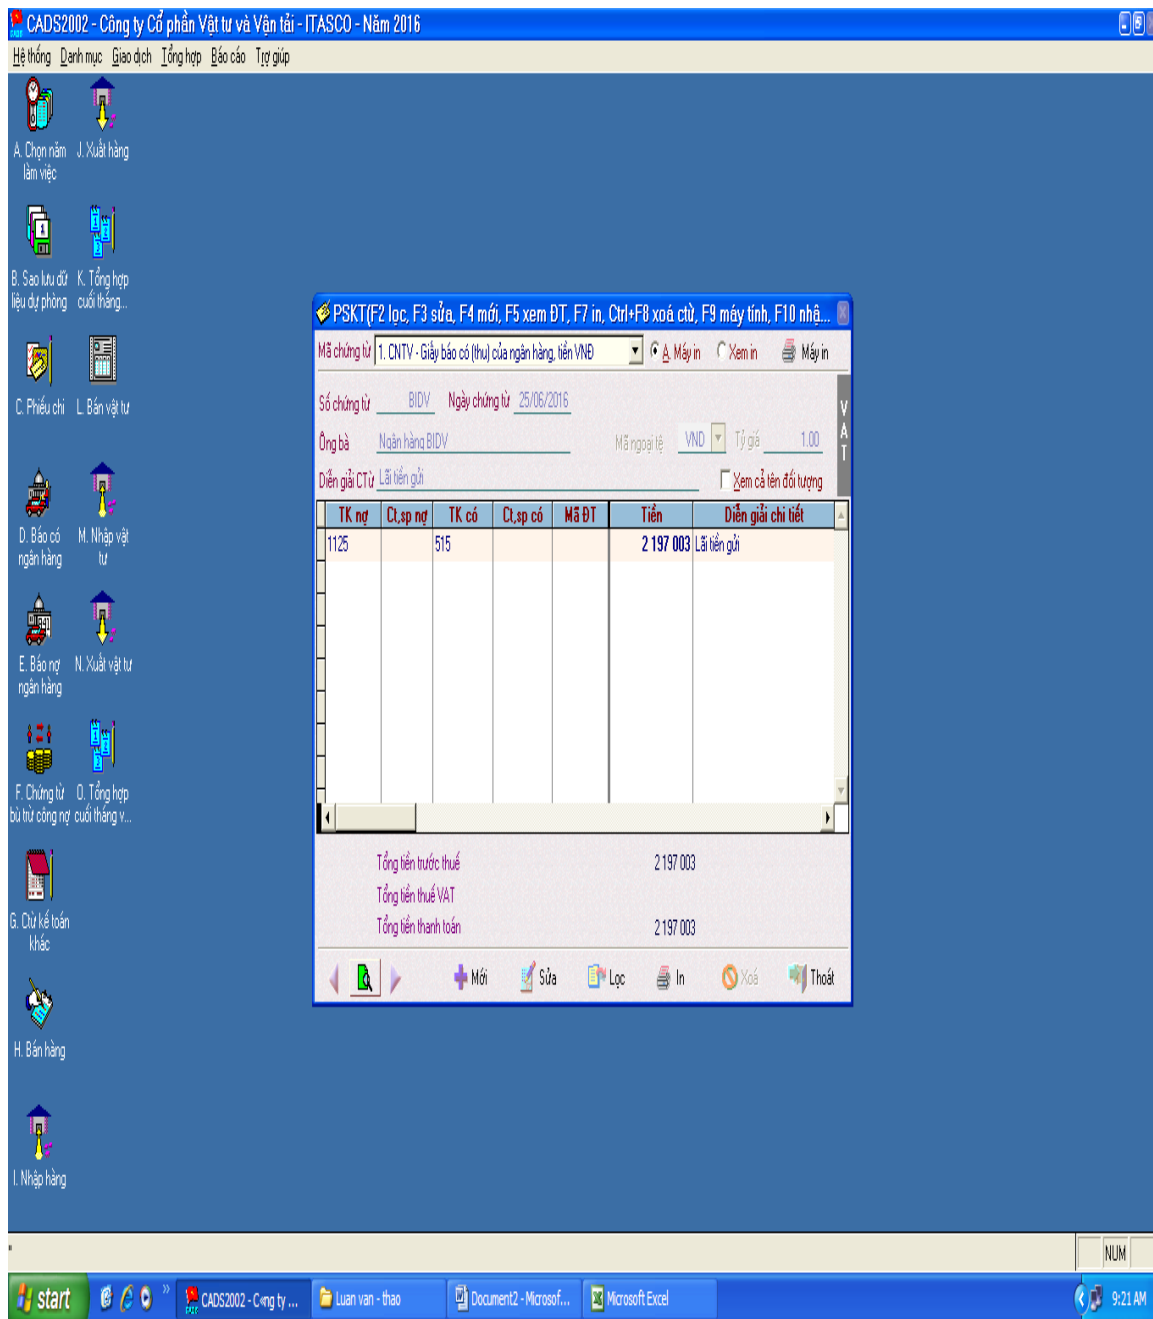 CADS2002 - Công ty Cổ phần Vật tư và Vận tải - ITASCO - Năm 2016
Hệ thống Danh mục Giao dịch Tổng hợp Báo cáo Trợ giúp
A. Chọn năm làm việc
J. Xuất hàng
B. Sao lưu dữ liệu dự phòng
K. Tổng hợp cuối tháng...
C. Phiếu chi
L. Bán vật tư
D. Báo có ngân hàng
M. Nhập vật tư
E. Báo nợ ngân hàng
N. Xuất vật tư
F. Chứng từ bù trừ công nợ
O. Tổng hợp cuối tháng v...
G. Ctừ kế toán khác
H. Bán hàng
I. Nhập hàng
PSKT(F2 lọc, F3 sửa, F4 mới, F5 xem ĐT, F7 in, Ctrl+F8 xoá ctừ, F9 máy tính, F10 nhậ...
Mã chứng từ 1. CNTV - Giấy báo có (thu) của ngân hàng, tiền VNĐ A. Máy in Xem in Máy in
Số chứng từ BIDV Ngày chứng từ 25/06/2016
Ông bà Ngân hàng BIDV Mã ngoại tệ VND Tỷ giá 1.00
Diễn giải CTừ Lãi tiền gửi Xem cả tên đối tượng
VAT
TK nợ Ct,sp nợ TK có Ct,sp có Mã ĐT Tiền Diễn giải chi tiết
1125 515 2 197 003 Lãi tiền gửi
Tổng tiền trước thuế 2 197 003
Tổng tiền thuế VAT
Tổng tiền thanh toán 2 197 003
Mới Sửa Lọc In Xoá Thoát
NUM
start CADS2002 - Công ty ... Luan van - thao Document2 - Microsof... Microsoft Excel 9:21 AM